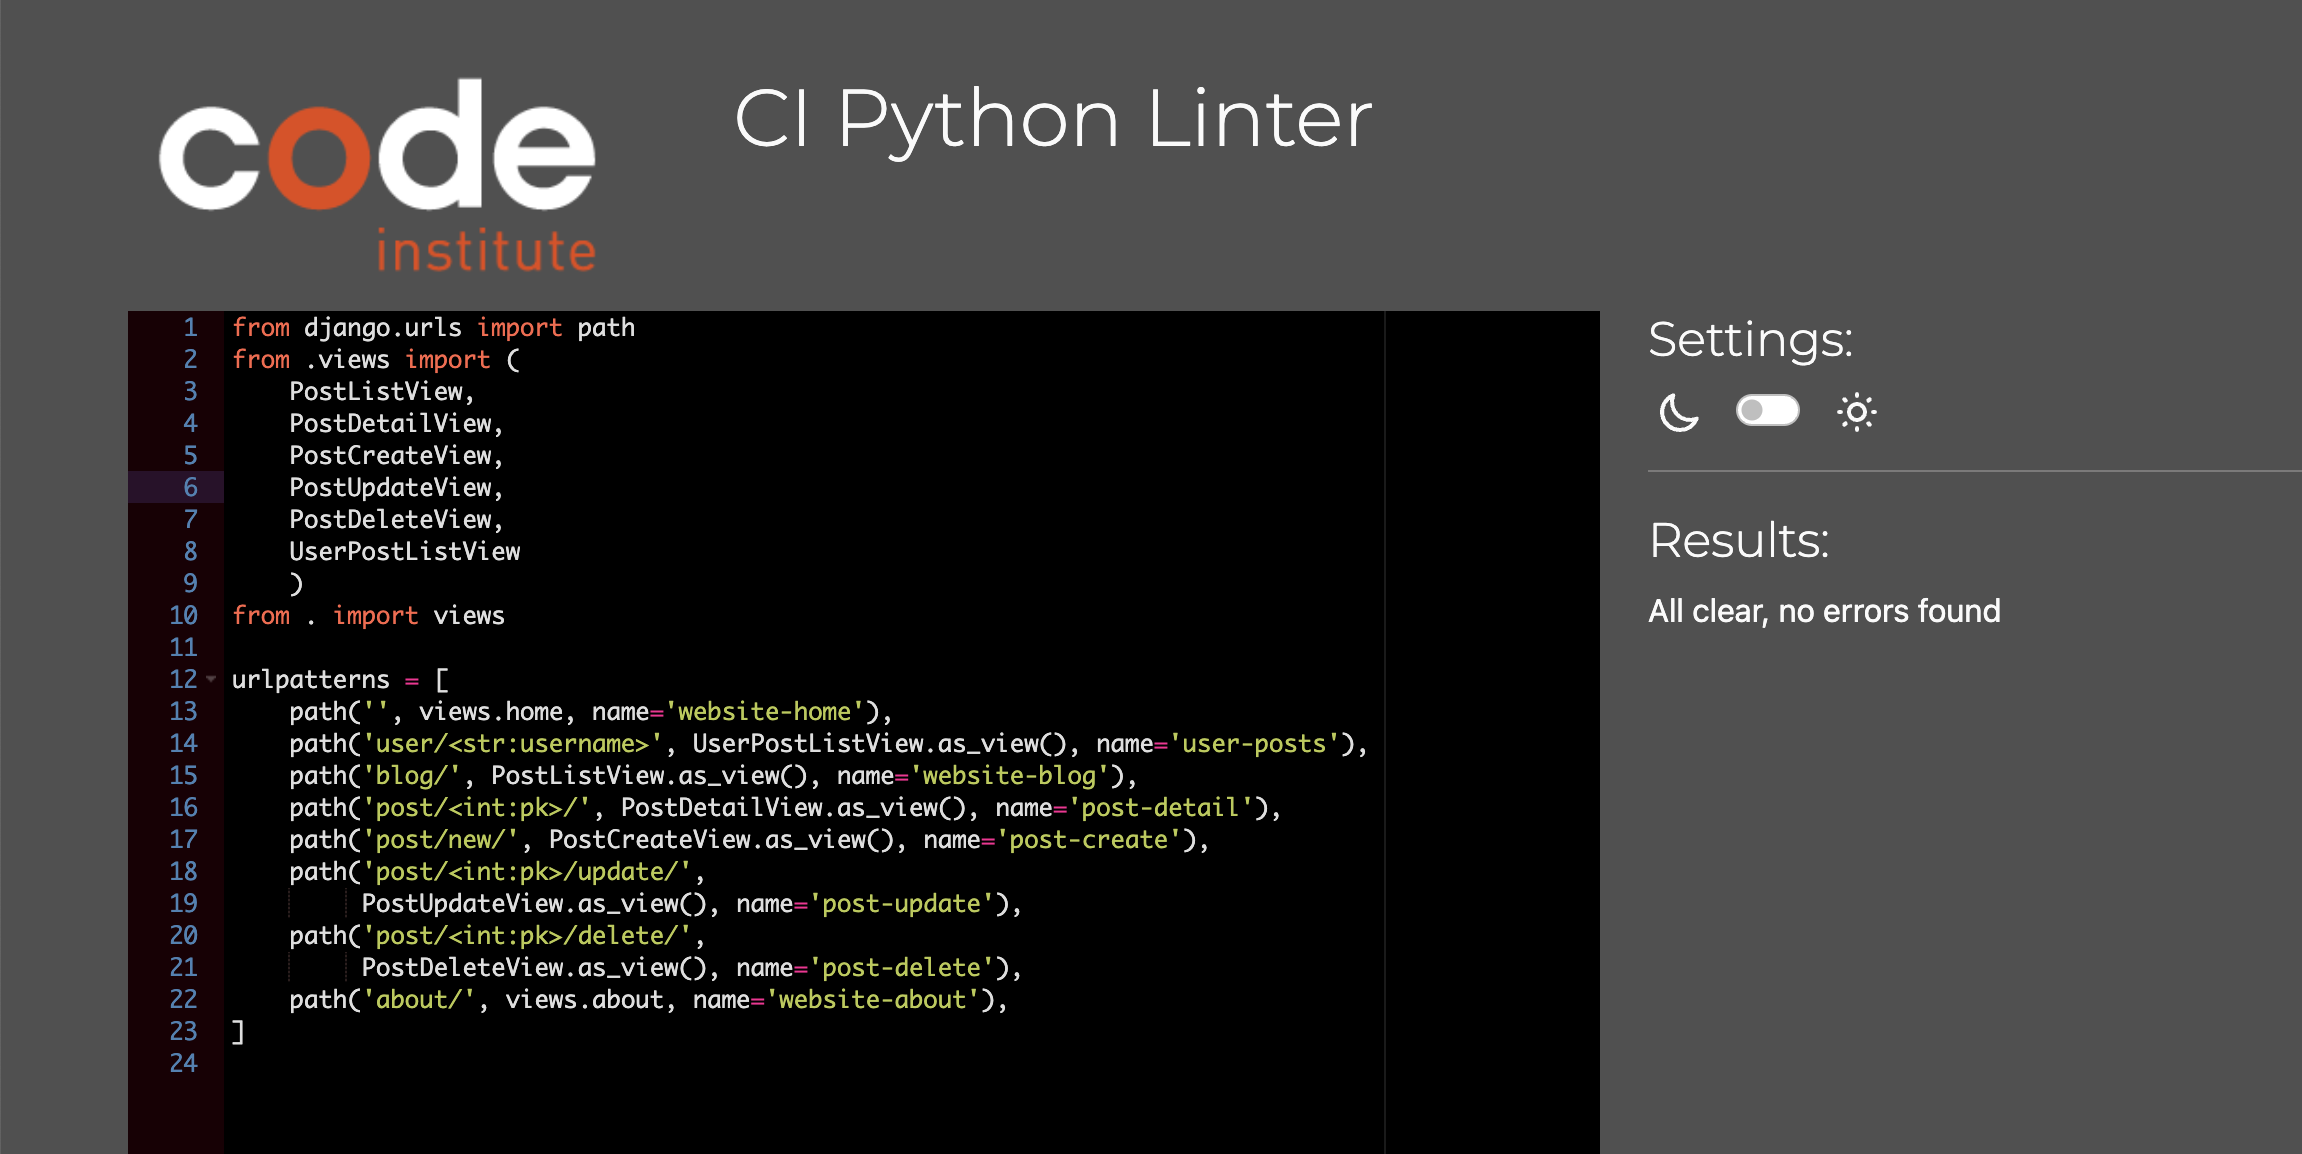 code
institute
CI Python Linter
1 from django.urls import path
2 from .views import (
3     PostListView,
4     PostDetailView,
5     PostCreateView,
6     PostUpdateView,
7     PostDeleteView,
8     UserPostListView
9     )
10 from . import views
11
12 urlpatterns = [
13     path('', views.home, name='website-home'),
14     path('user/<str:username>', UserPostListView.as_view(), name='user-posts'),
15     path('blog/', PostListView.as_view(), name='website-blog'),
16     path('post/<int:pk>/', PostDetailView.as_view(), name='post-detail'),
17     path('post/new/', PostCreateView.as_view(), name='post-create'),
18     path('post/<int:pk>/update/',
19          PostUpdateView.as_view(), name='post-update'),
20     path('post/<int:pk>/delete/',
21          PostDeleteView.as_view(), name='post-delete'),
22     path('about/', views.about, name='website-about'),
23 ]
24
Settings:
Results:
All clear, no errors found